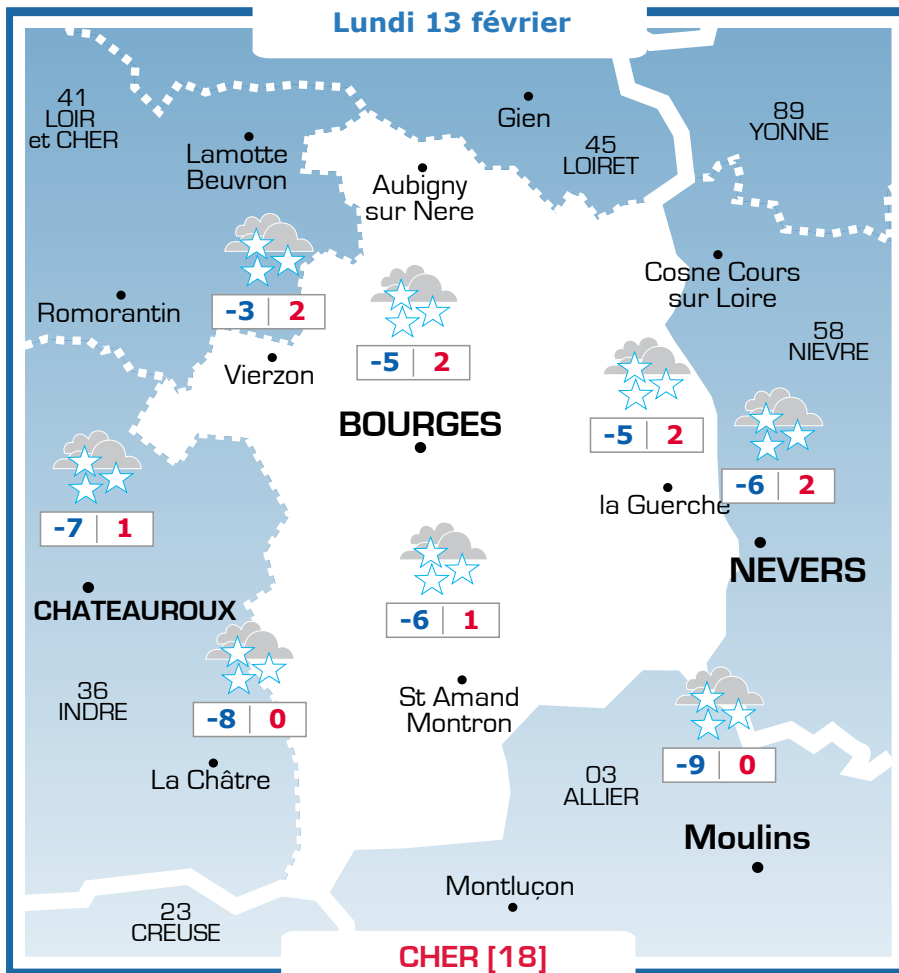 Lundi 13 février
41
LOIR
et CHER
Lamotte
Beuvron
Gien
45
LOIRET
89
YONNE
Aubigny
sur Nere
Cosne Cours
sur Loire
Romorantin
-3 2
-5 2
58
NIEVRE
Vierzon
BOURGES
-5 2
-6 2
la Guerche
-7 1
NEVERS
CHATEAUROUX
-6 1
36
INDRE
-8 0
St Amand
Montron
La Châtre
-9 0
03
ALLIER
Moulins
Montluçon
23
CREUSE
CHER [18]